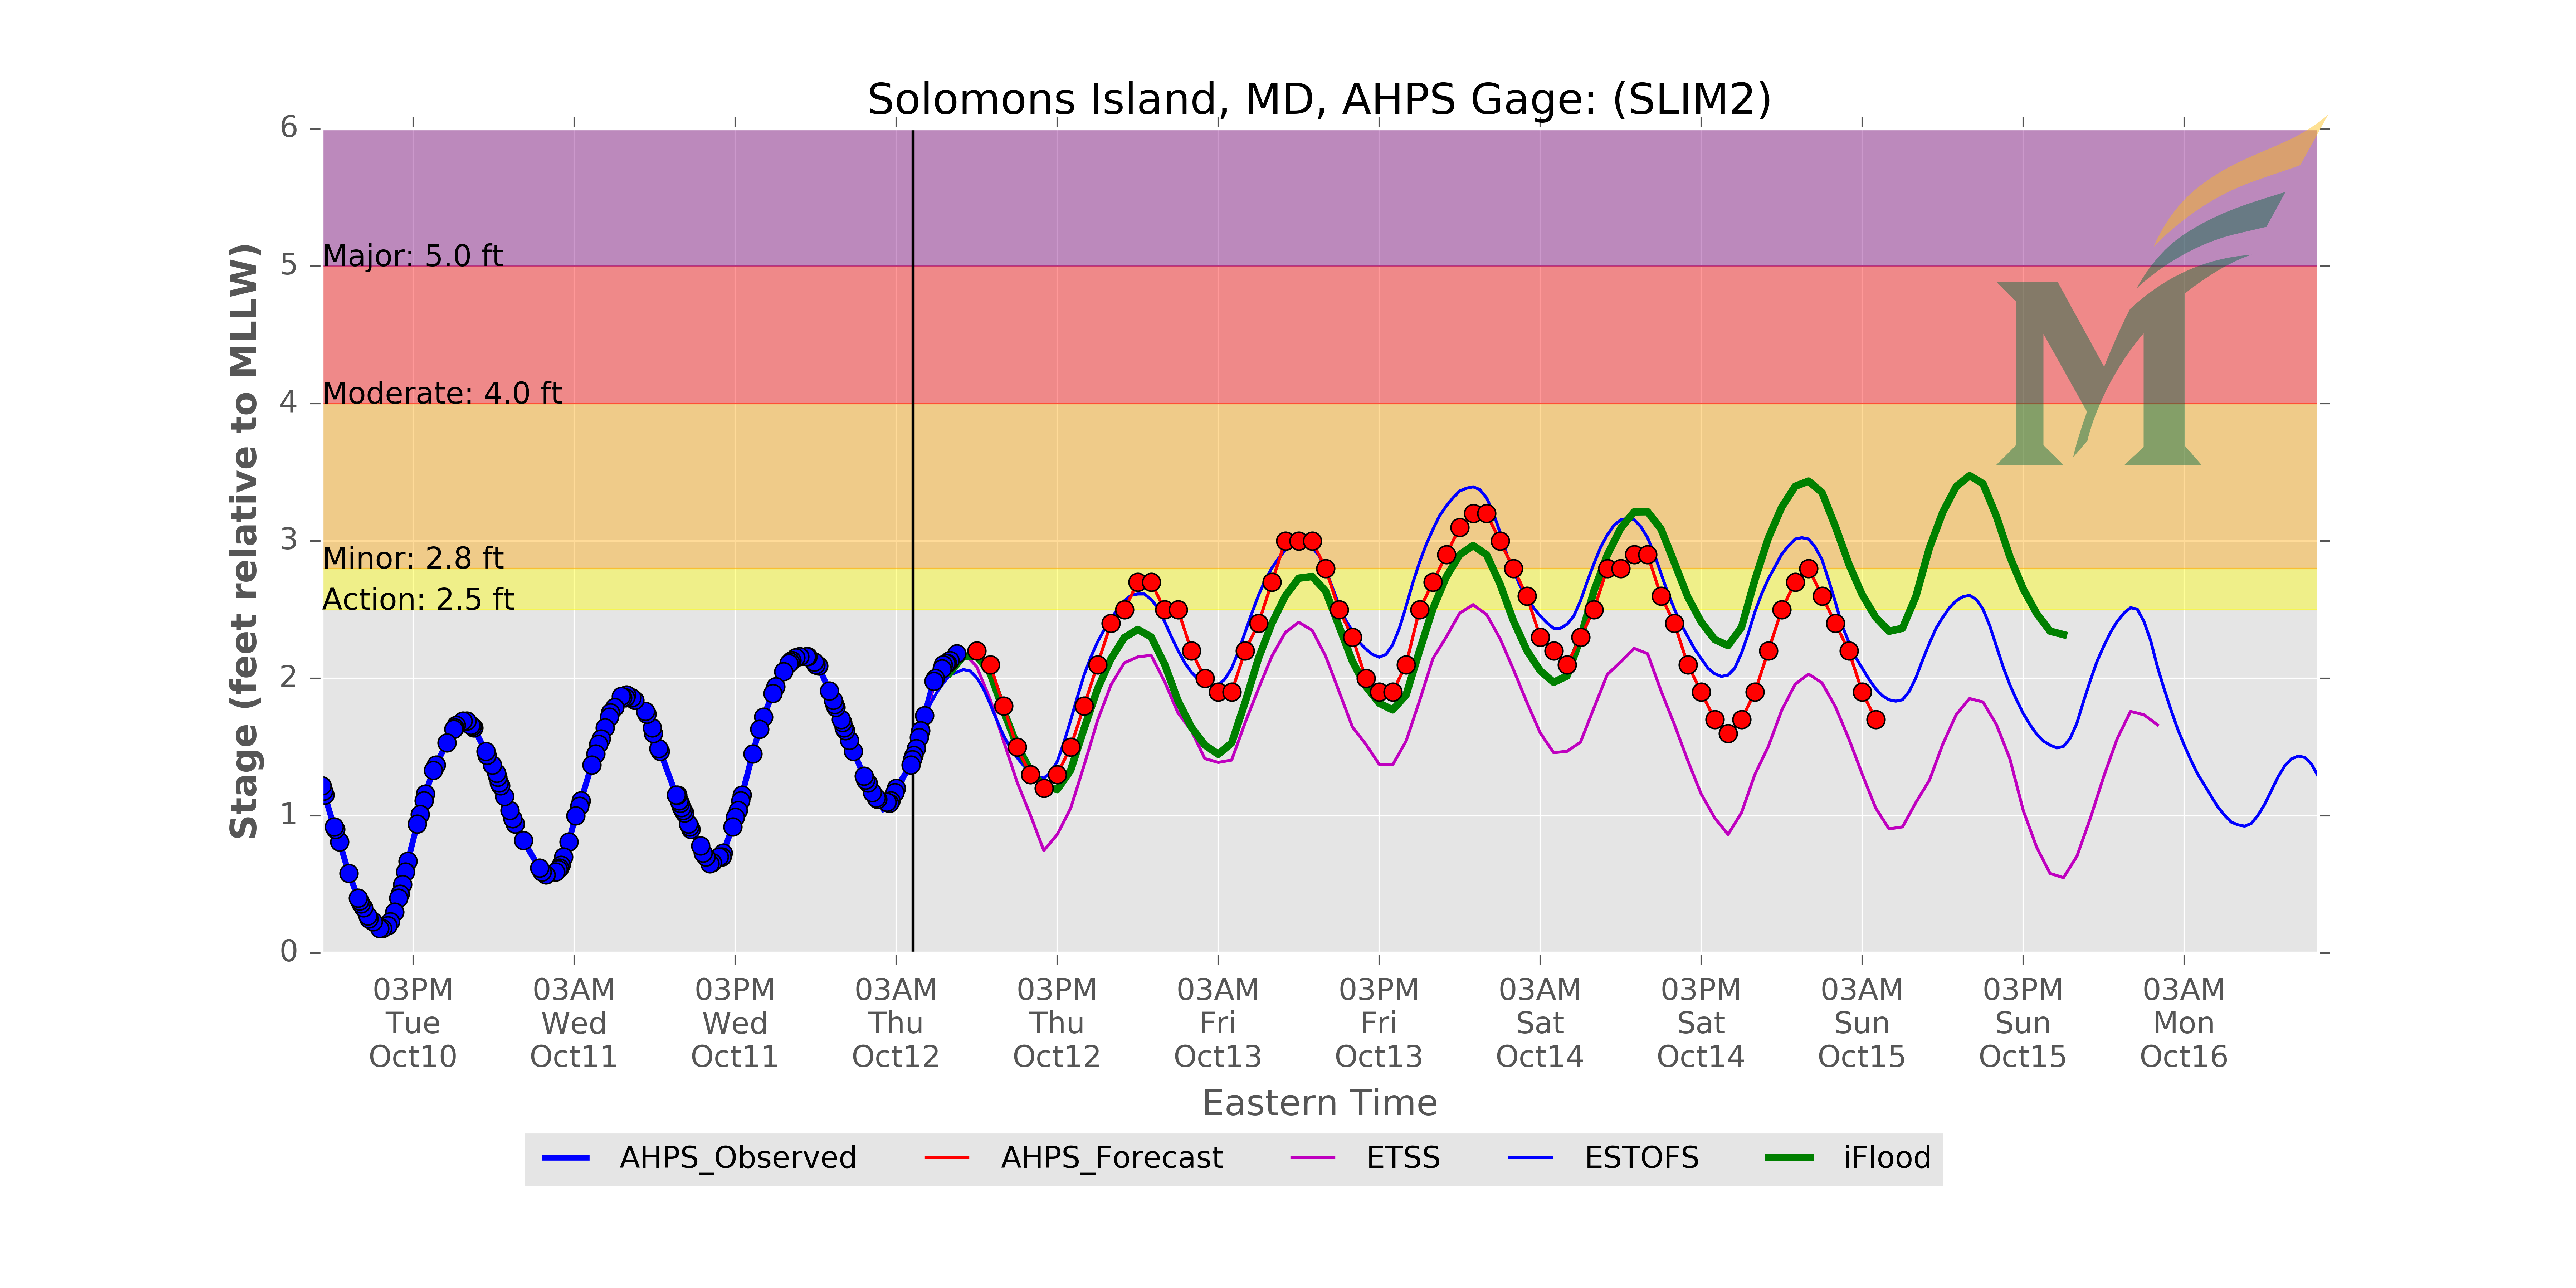 Solomons Island, MD, AHPS Gage: (SLIM2)
6
5
4
3
2
1
0
Stage (feet relative to MLLW)
Major: 5.0 ft
Moderate: 4.0 ft
Minor: 2.8 ft
Action: 2.5 ft
03PM 03AM 03PM 03AM 03PM 03AM 03PM 03AM 03PM 03AM 03PM 03AM
Tue Wed Wed Thu Thu Fri Fri Sat Sat Sun Sun Mon
Oct10 Oct11 Oct11 Oct12 Oct12 Oct13 Oct13 Oct14 Oct14 Oct15 Oct15 Oct16
Eastern Time
AHPS_Observed AHPS_Forecast ETSS ESTOFS iFlood
M